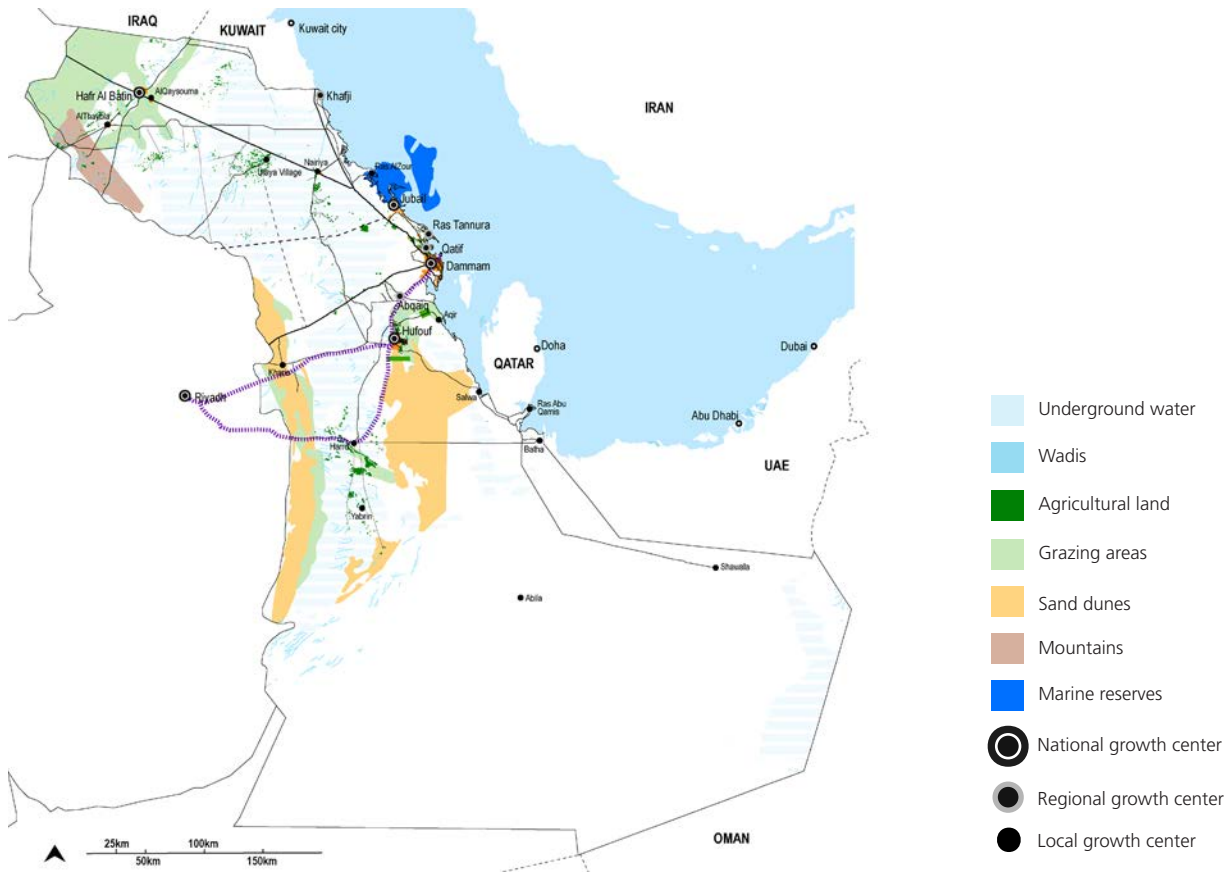 IRAQ
KUWAIT
Kuwait city
IRAN
Hafr Al Batin
AlQaysouma
Khafji
AlThaybia
Nairiya
Ras AlZour
Jubail
Ras Tannura
Qatif
Dammam
Abqaiq
Aqir
Hufouf
QATAR
Doha
Dubai
Riyadh
Salwa
Ras Abu
Qamis
Abu Dhabi
Batha
UAE
Yabrin
Shawalla
Abila
OMAN
25km
100km
50km
150km
Underground water
Wadis
Agricultural land
Grazing areas
Sand dunes
Mountains
Marine reserves
National growth center
Regional growth center
Local growth center